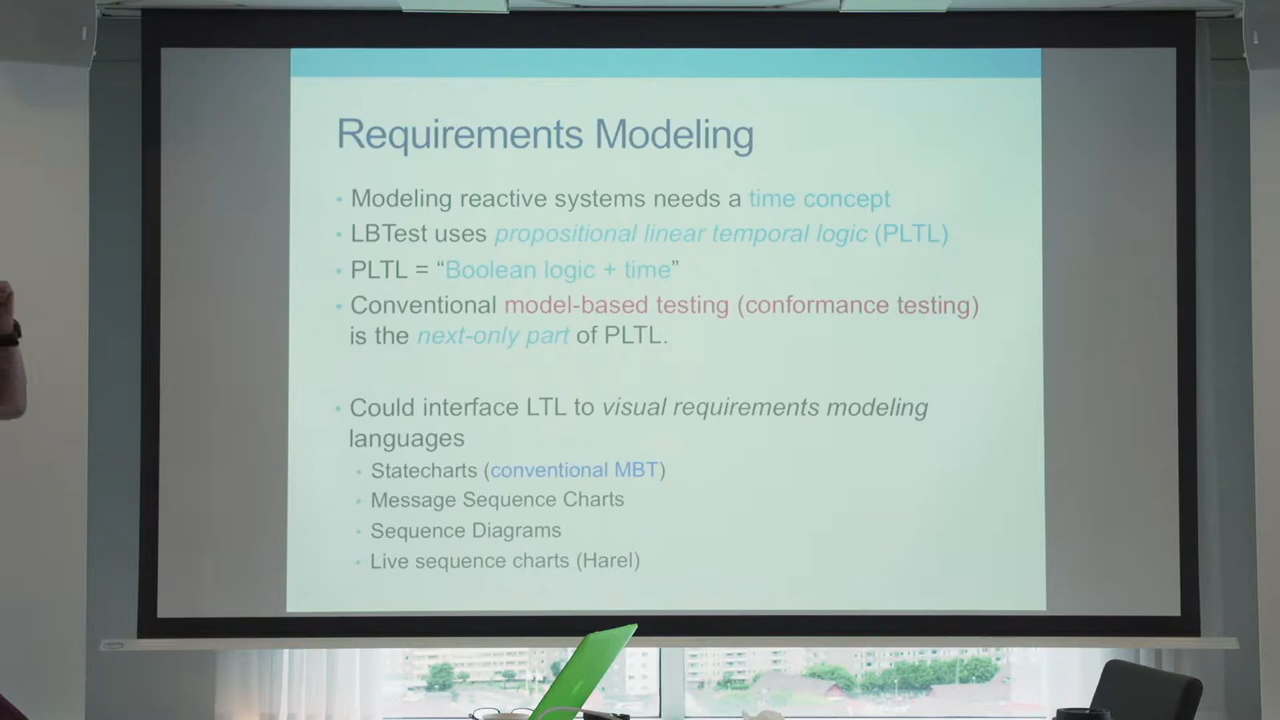 Requirements Modeling
• Modeling reactive systems needs a time concept
• LBTest uses propositional linear temporal logic (PLTL)
• PLTL = “Boolean logic + time”
• Conventional model-based testing (conformance testing)
is the next-only part of PLTL.
• Could interface LTL to visual requirements modeling
languages
• Statecharts (conventional MBT)
• Message Sequence Charts
• Sequence Diagrams
• Live sequence charts (Harel)